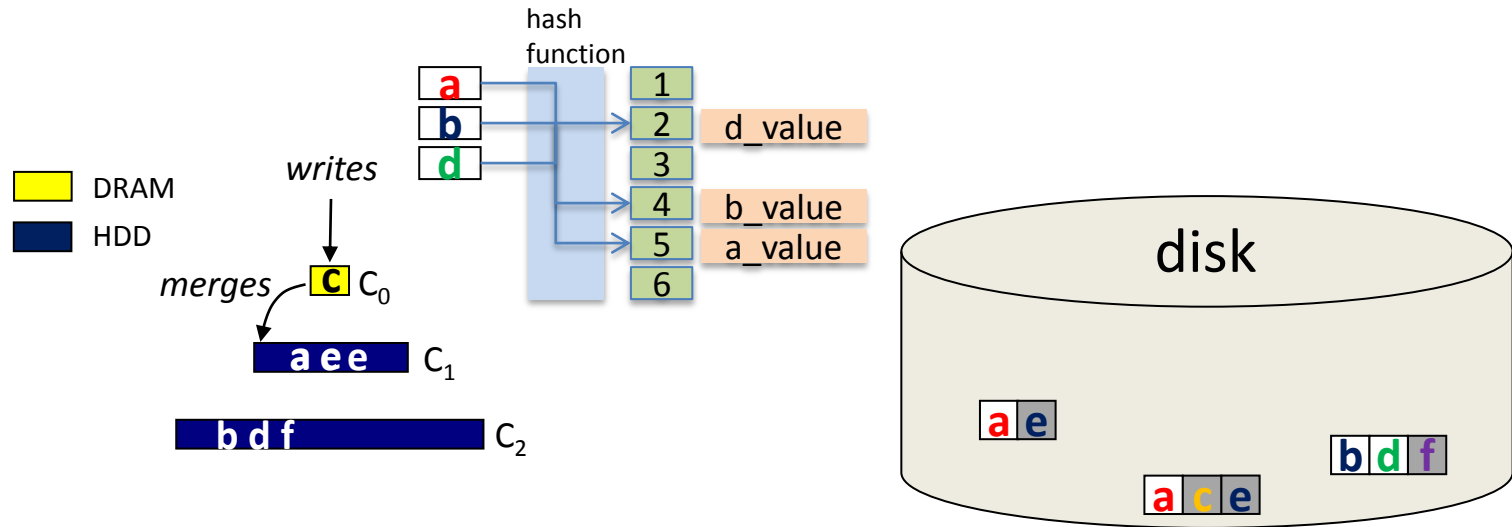 hash
function
a
b
d
1
2
3
4
5
6
d_value
b_value
a_value
DRAM
HDD
writes
merges
c C0
a e e C1
b d f C2
disk
a e
b d f
a c e